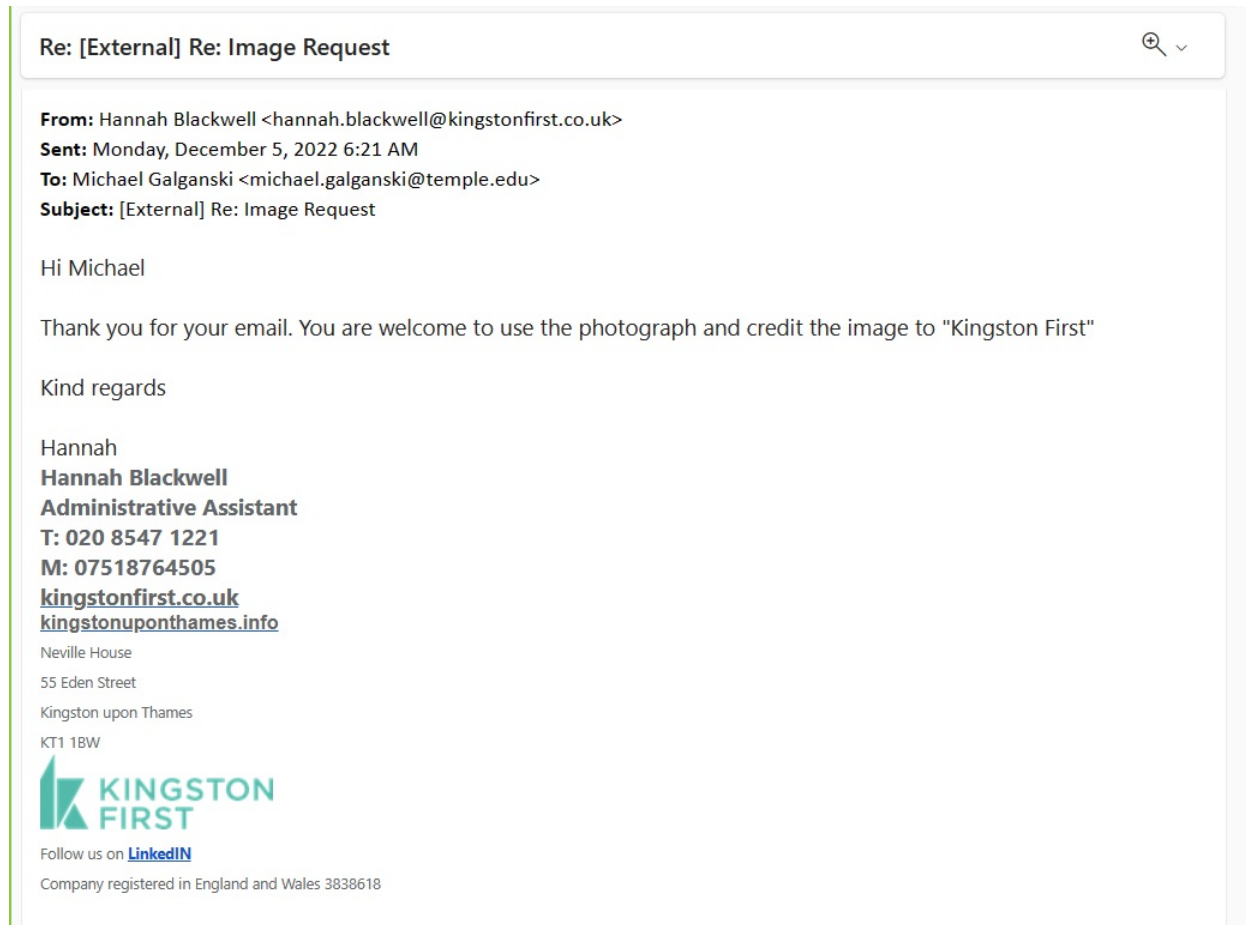 Re: [External] Re: Image Request
From: Hannah Blackwell <hannah.blackwell@kingstonfirst.co.uk>
Sent: Monday, December 5, 2022 6:21 AM
To: Michael Galganski <michael.galganski@temple.edu>
Subject: [External] Re: Image Request
Hi Michael
Thank you for your email. You are welcome to use the photograph and credit the image to "Kingston First"
Kind regards
Hannah
Hannah Blackwell
Administrative Assistant
T: 020 8547 1221
M: 07518764505
kingstonfirst.co.uk
kingstonuponthames.info
Neville House
55 Eden Street
Kingston upon Thames
KT1 1BW
KINGSTON
FIRST
Follow us on LinkedIN
Company registered in England and Wales 3838618